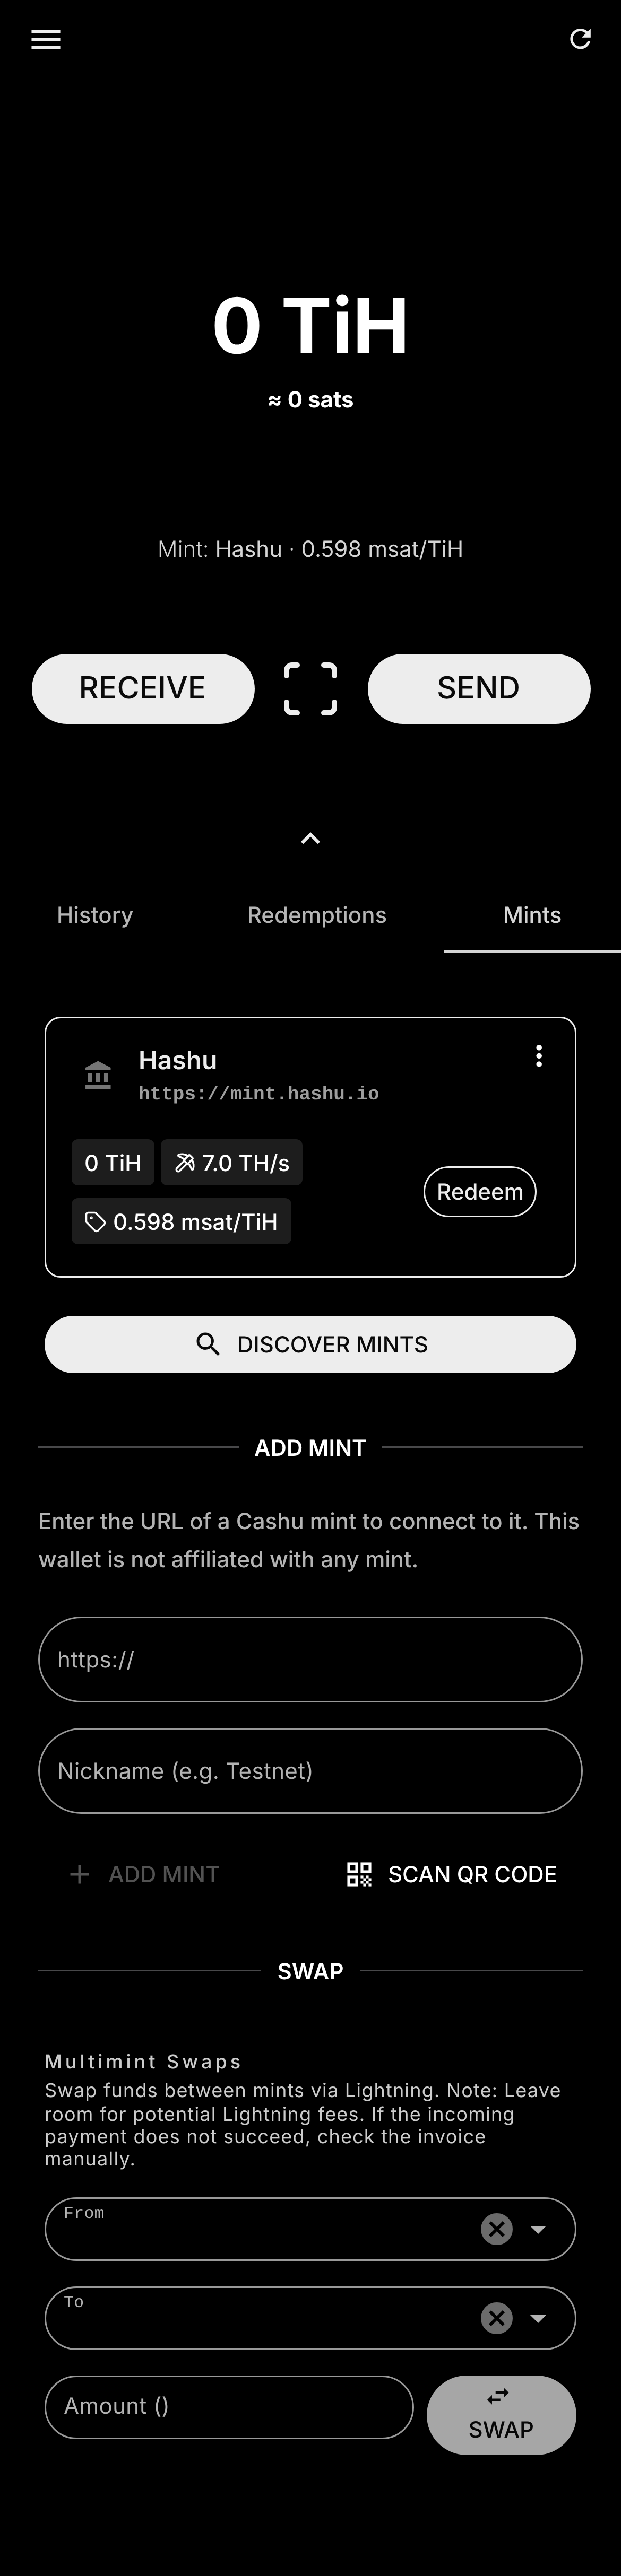 0 TiH
≈ 0 sats
Mint: Hashu · 0.598 msat/TiH
RECEIVE
SEND
History
Redemptions
Mints
Hashu
https://mint.hashu.io
0 TiH
7.0 TH/s
0.598 msat/TiH
Redeem
DISCOVER MINTS
ADD MINT
Enter the URL of a Cashu mint to connect to it. This
wallet is not affiliated with any mint.
https://
Nickname (e.g. Testnet)
ADD MINT
SCAN QR CODE
SWAP
Multimint Swaps
Swap funds between mints via Lightning. Note: Leave
room for potential Lightning fees. If the incoming
payment does not succeed, check the invoice
manually.
From
To
Amount ()
SWAP